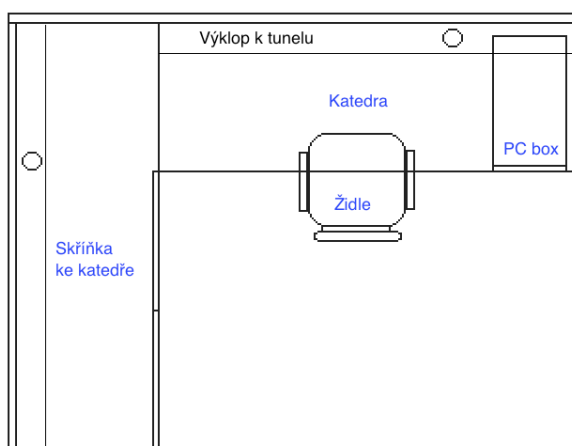 Výklop k tunelu
Katedra
PC box
Židle
Skříňka
ke katedře